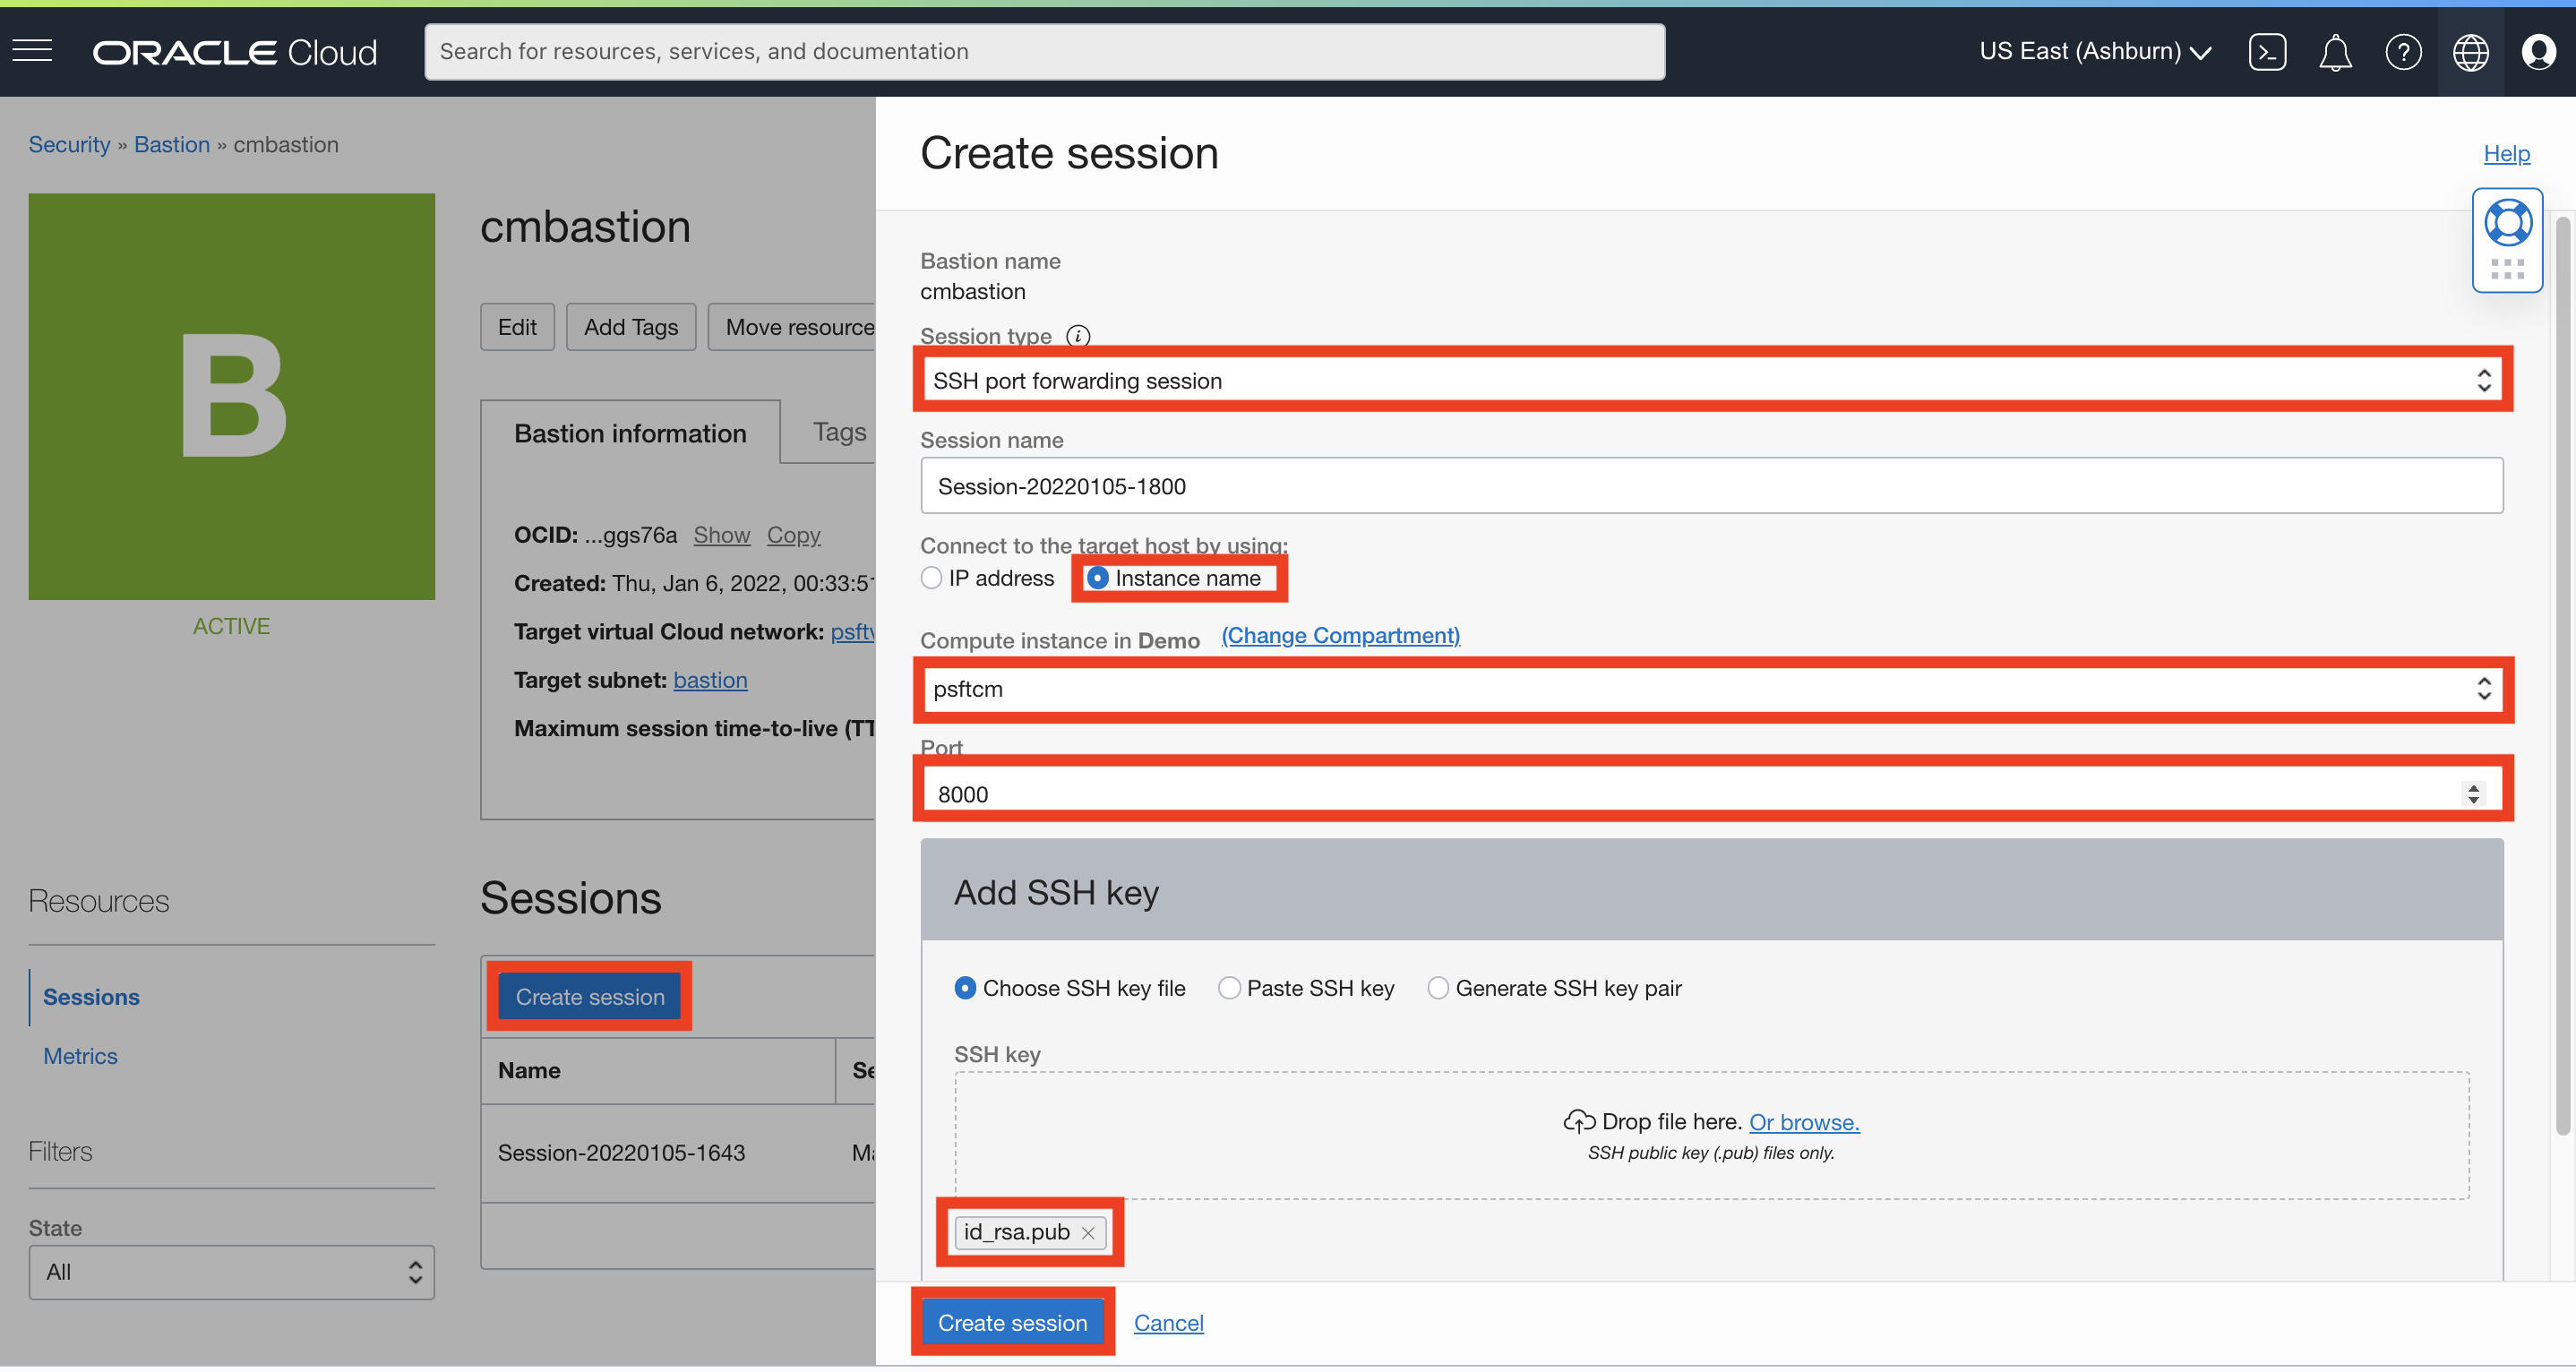 ORACLE Cloud
Search for resources, services, and documentation
US East (Ashburn)
Security » Bastion » cmbastion
B
ACTIVE
cmbastion
Edit
Add Tags
Move resource
Bastion information
Tags
OCID: ...ggs76a Show Copy
Created: Thu, Jan 6, 2022, 00:33:51
Target virtual Cloud network: psftv
Target subnet: bastion
Maximum session time-to-live (TT
Resources
Sessions
Metrics
Filters
State
All
Sessions
Create session
Name
Se
Session-20220105-1643
Ma
Create session
Help
Bastion name
cmbastion
Session type
SSH port forwarding session
Session name
Session-20220105-1800
Connect to the target host by using:
IP address
Instance name
Compute instance in Demo (Change Compartment)
psftcm
Port
8000
Add SSH key
Choose SSH key file
Paste SSH key
Generate SSH key pair
SSH key
Drop file here. Or browse.
SSH public key (.pub) files only.
id_rsa.pub
Create session
Cancel